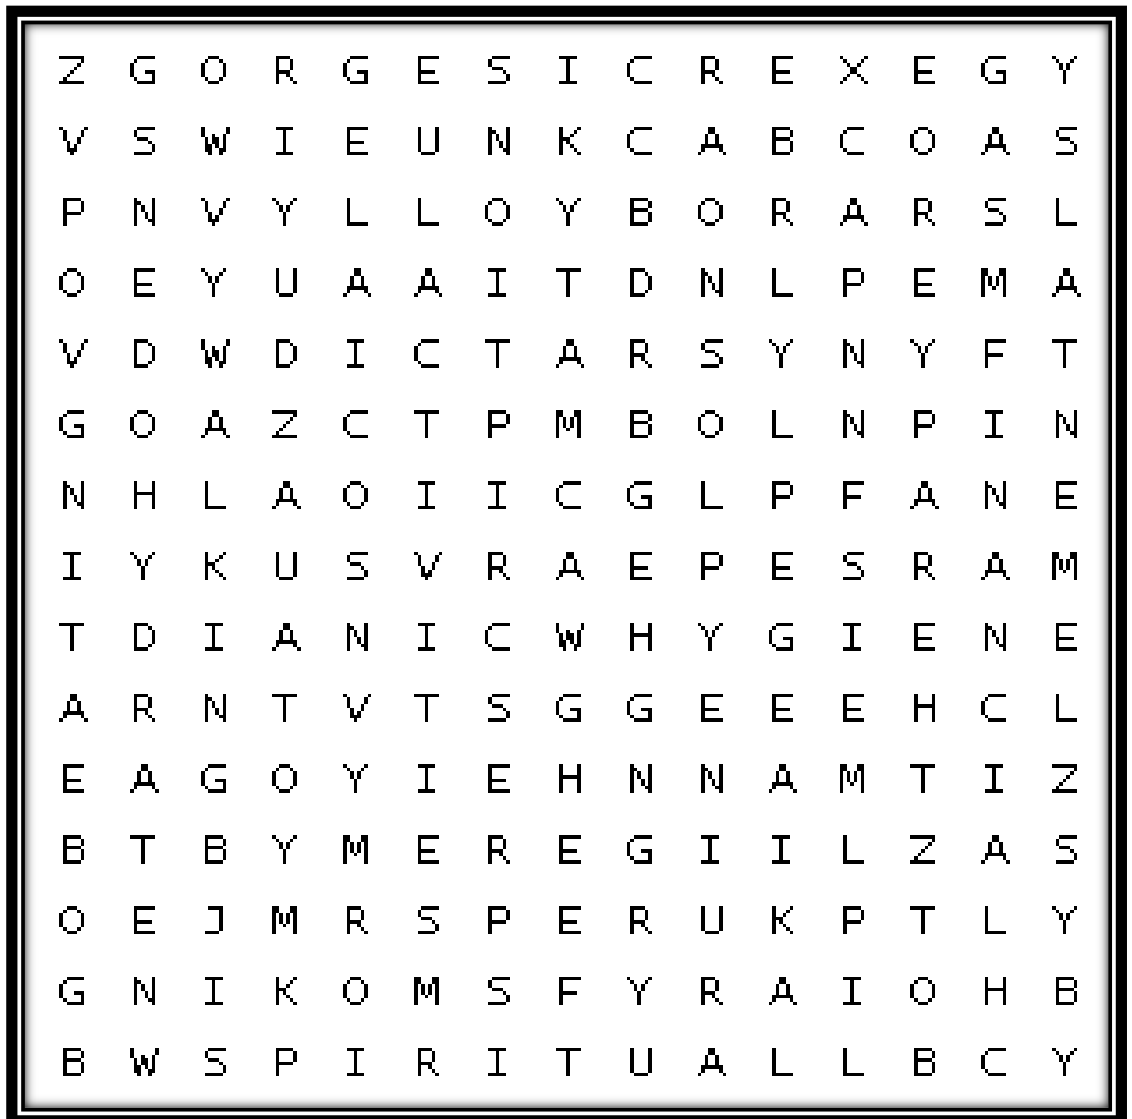 Z G O R G E S I C R E X E G Y
V S W I E U N K C A B C O A S
P N V Y L L O Y B O R A R S L
O E Y U A A I T D N L P E M A
V D W D I C T A R S Y N Y F T
G O A Z C T P M B O L N P I N
N H L A O I I C G L P F A N E
I Y K U S V R A E P E S R A M
T D I A N I C W H Y G I E N E
A R N T V T S G G E E E H C L
E A G O Y I E H N N A M T I Z
B T B Y M E R E G I I L Z A S
O E J M R S P E R U K P T L Y
G N I K O M S F Y R A I O H B
B W S P I R I T U A L L B C Y